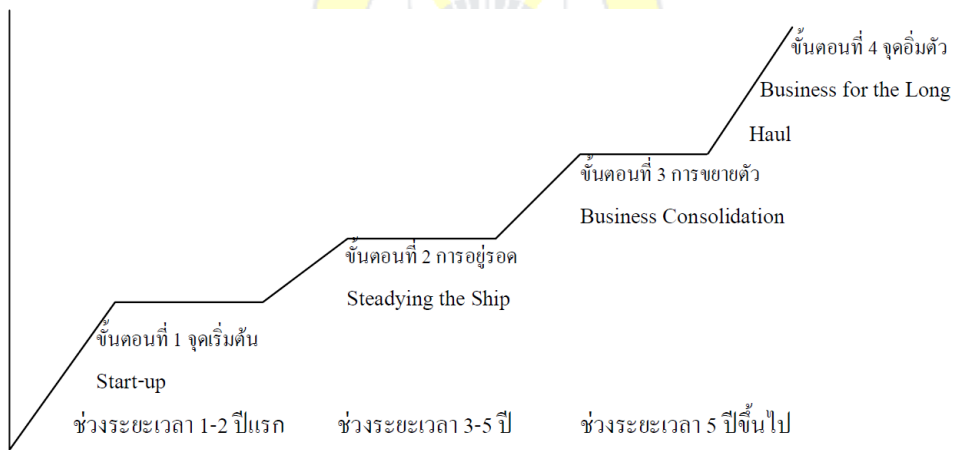 ขั้นตอนที่ 4 จุดอิ่มตัว
Business for the Long
Haul
ขั้นตอนที่ 3 การขยายตัว
Business Consolidation
ขั้นตอนที่ 2 การอยู่รอด
Steadying the Ship
ขั้นตอนที่ 1 จุดเริ่มต้น
Start-up
ช่วงระยะเวลา 1-2 ปีแรก
ช่วงระยะเวลา 3-5 ปี
ช่วงระยะเวลา 5 ปีขึ้นไป